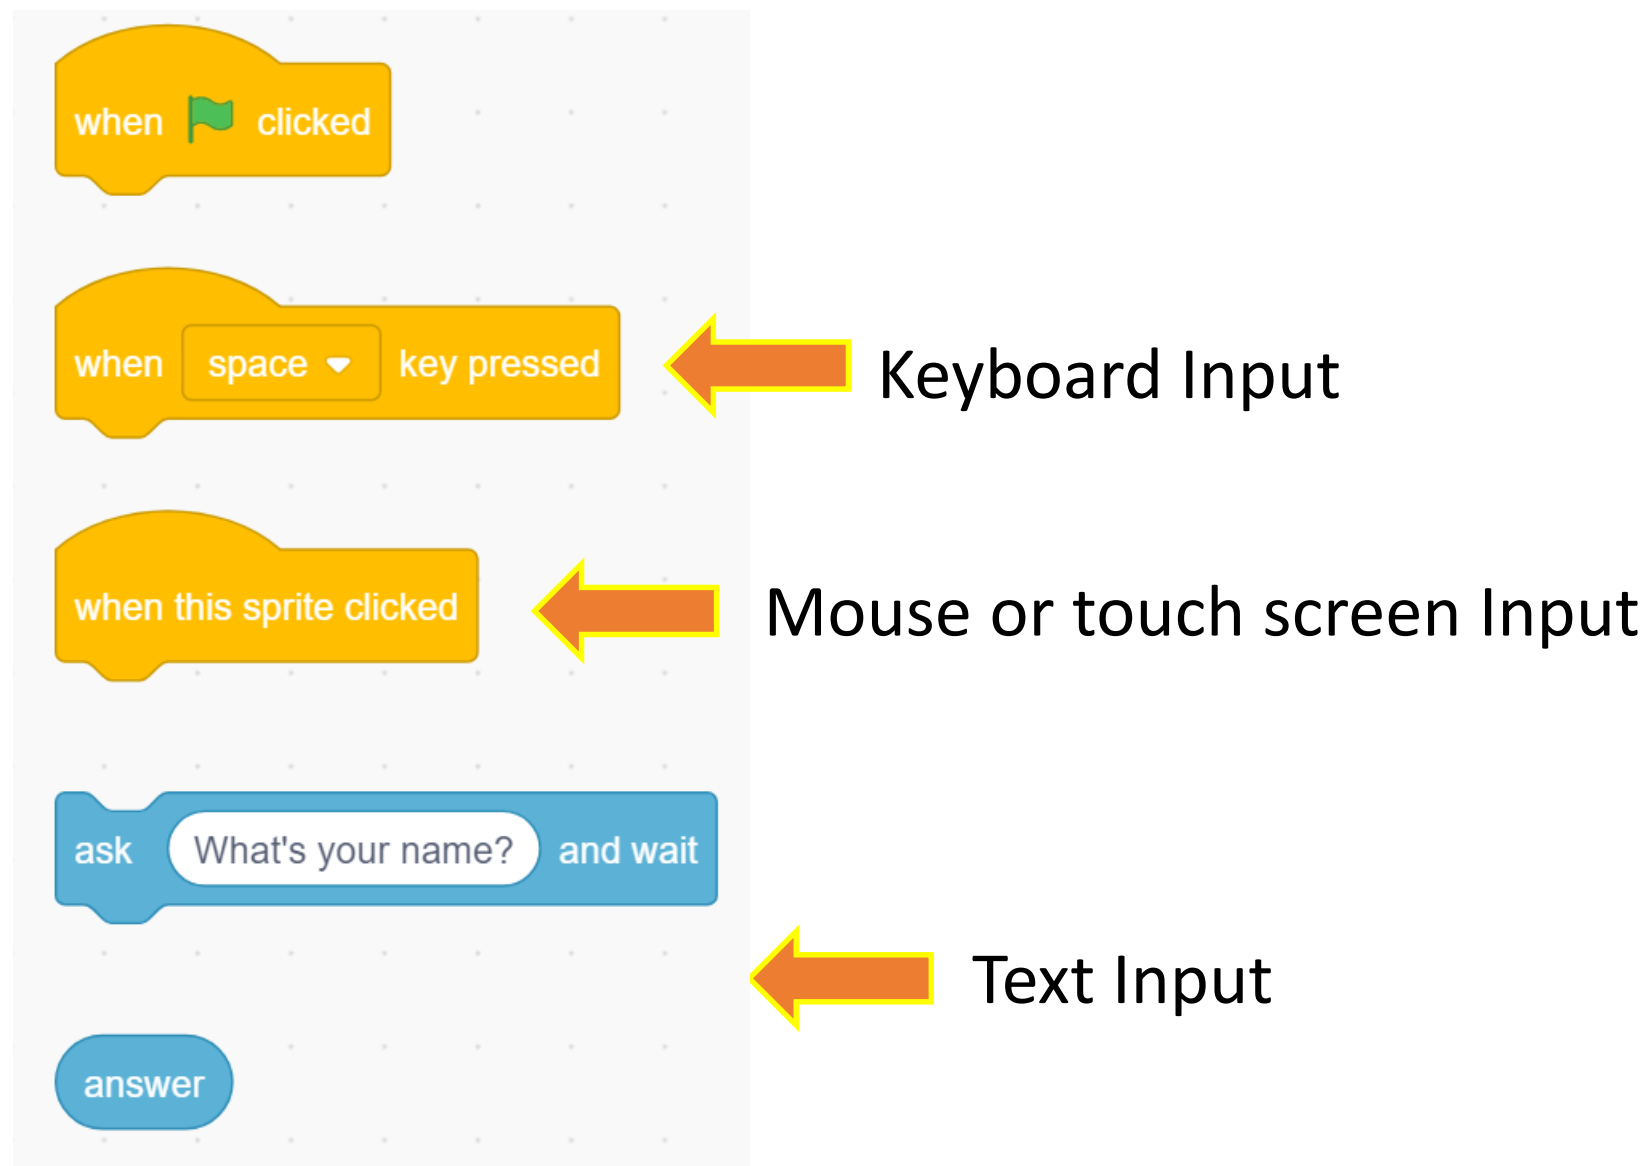 when clicked
when space key pressed
Keyboard Input
when this sprite clicked
Mouse or touch screen Input
ask What's your name? and wait
Text Input
answer